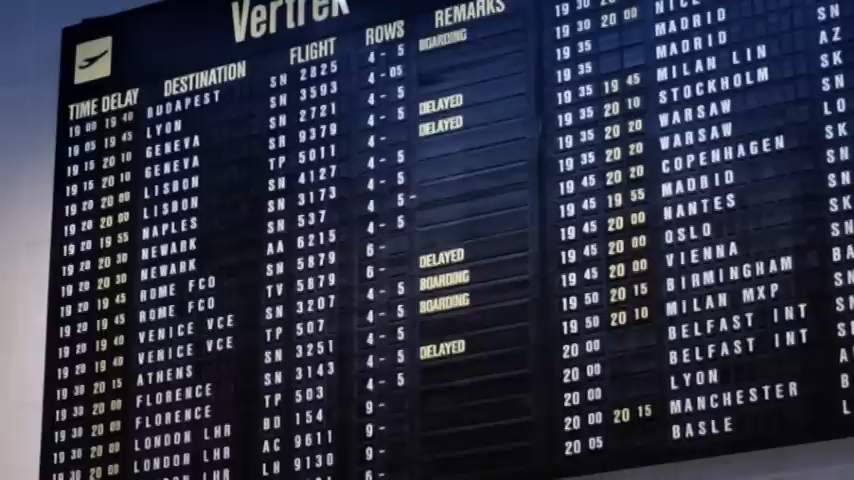 Vertrek
TIME DELAY DESTINATION FLIGHT ROWS REMARKS
19 00 19 40 BUDAPEST SN 2825 4 - 5 BOARDING
19 05 19 45 LYON SN 3593 4 - 05
19 15 20 10 GENEVA SN 2721 4 - 5
19 15 20 10 GENEVA SR 9379 4 - 5 DELAYED
19 20 20 00 LISBON TP 5011 4 - DELAYED
19 20 20 00 LISBON SN 4127 4 - 5
19 20 19 55 NAPLES SN 3173 4 - 5
19 20 20 30 NEWARK SN 537 4 - 5 -
19 20 20 30 NEWARK AA 6215 4 - 5
19 20 19 45 ROME FCO SN 5879 6 -
19 20 19 45 ROME FCO TV 5879 6 - DELAYED
19 20 19 40 VENICE VCE SN 3207 4 - 5 BOARDING
19 20 19 40 VENICE VCE TP 507 4 - 5 BOARDING
19 30 20 15 ATHENS SN 3251 4 - 5
19 30 20 00 FLORENCE SN 3143 4 - 5 DELAYED
19 30 20 00 FLORENCE TP 503 4 - 5
19 30 20 00 LONDON LHR BD 154 9 -
19 30 20 00 LONDON LHR AC 9611 9 -
LHR LH 9130 9 -
6 -
19 30 20
19 30 20 00 NICE
19 35 MADRID SN
19 35 MADRID AZ
19 35 19 45 MILAN LIN SK
19 35 20 10 STOCKHOLM SN
19 35 20 20 WARSAW LO
19 35 20 20 WARSAW SK
19 45 20 20 COPENHAGEN SN
19 45 19 55 MADRID SK
19 45 20 00 NANTES SN
19 45 20 00 OSLO SK
19 45 20 00 VIENNA SN
19 50 20 15 BIRMINGHAM BA
19 50 20 10 MILAN MXP SN
20 00 BELFAST INT
20 00 BELFAST INT
20 00 LYON
20 00 20 15 MANCHESTER
20 05 BASLE